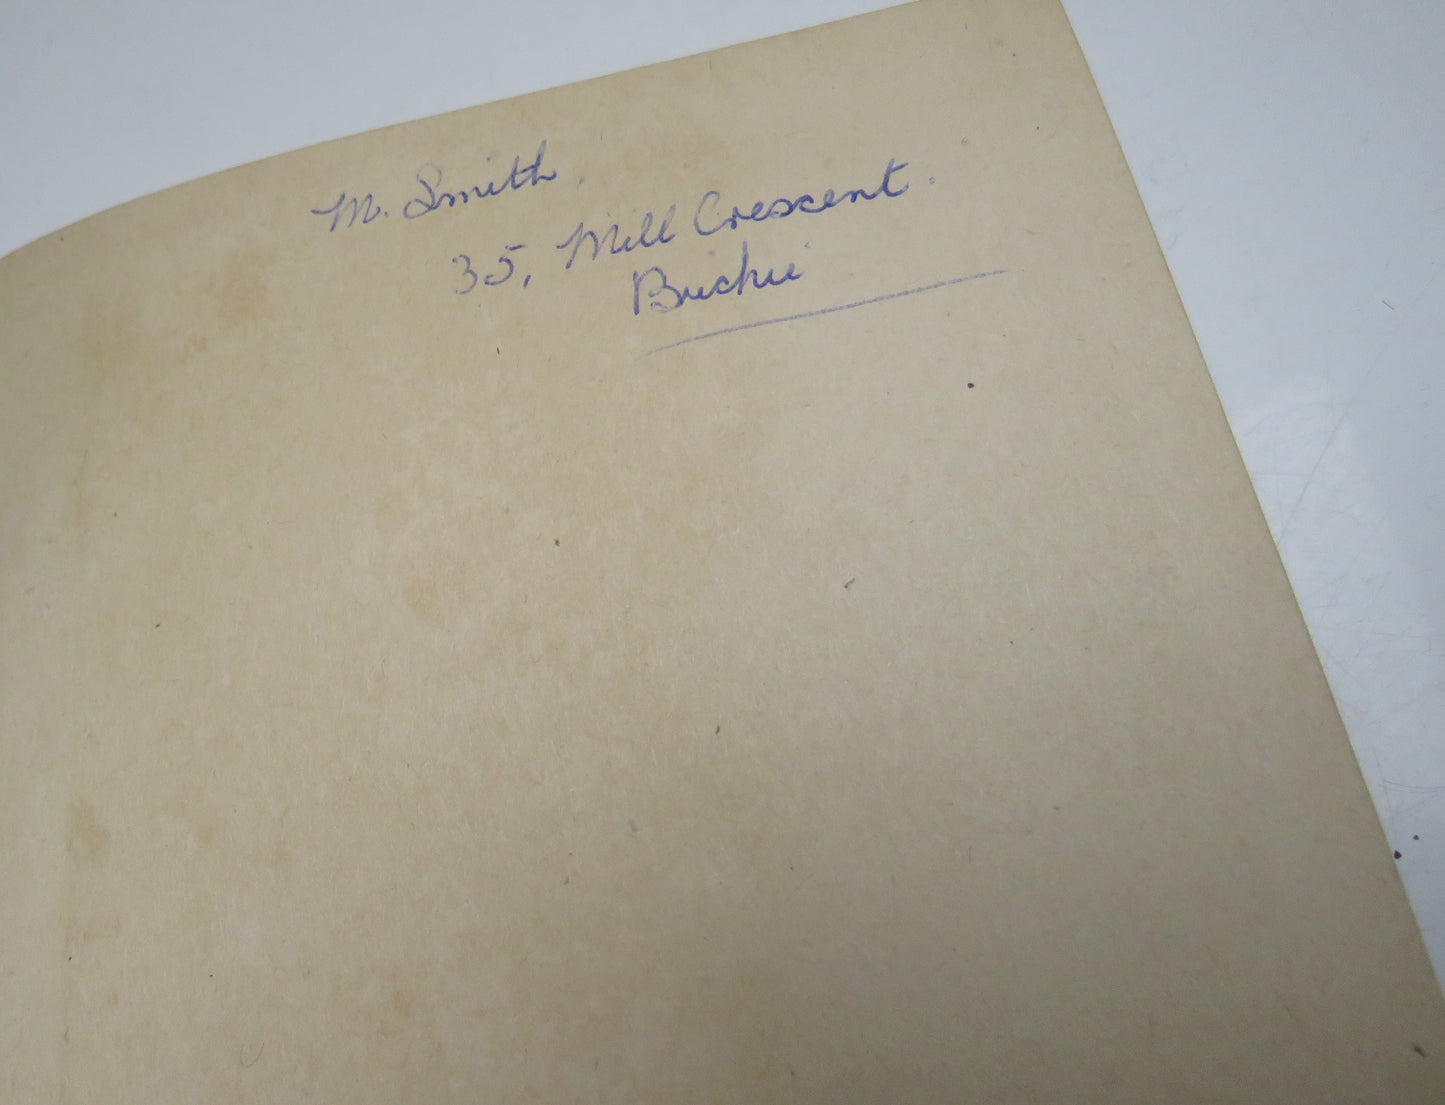 M. Smith
35, Mill Crescent.
Buckie